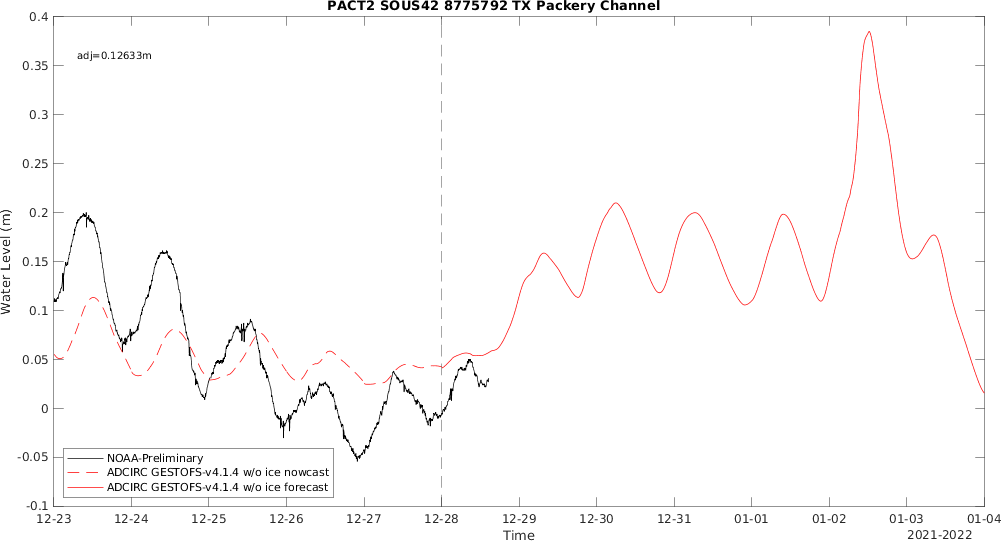 PACT2 SOUS42 8775792 TX Packery Channel
0.4
adj=0.12633m
0.35
0.3
0.25
0.2
0.15
0.1
0.05
0
-0.05
-0.1
Water Level (m)
NOAA-Preliminary
ADCIRC GESTOFS-v4.1.4 w/o ice nowcast
ADCIRC GESTOFS-v4.1.4 w/o ice forecast
12-23 12-24 12-25 12-26 12-27 12-28 12-29 12-30 12-31 01-01 01-02 01-03 01-04
Time
2021-2022